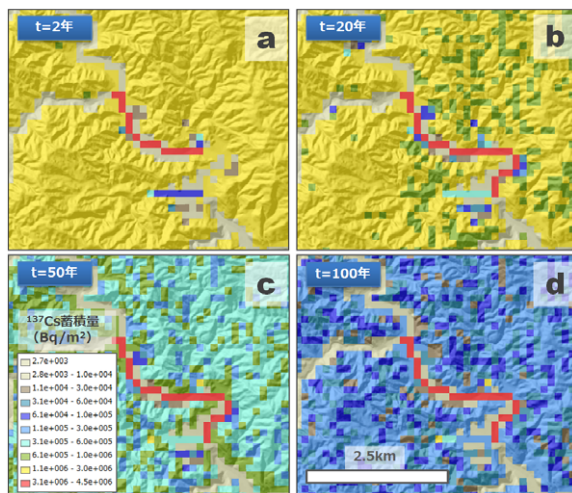 t=2年
a
t=20年
b
t=50年
c
t=100年
d
¹³⁷Cs蓄積量
(Bq/m²)
2.7e+003
2.8e+003 - 1.0e+004
1.1e+004 - 3.0e+004
3.1e+004 - 6.0e+004
6.1e+004 - 1.0e+005
1.1e+005 - 3.0e+005
3.1e+005 - 6.0e+005
6.1e+005 - 1.0e+006
1.1e+006 - 3.0e+006
3.1e+006 - 4.5e+006
2.5km